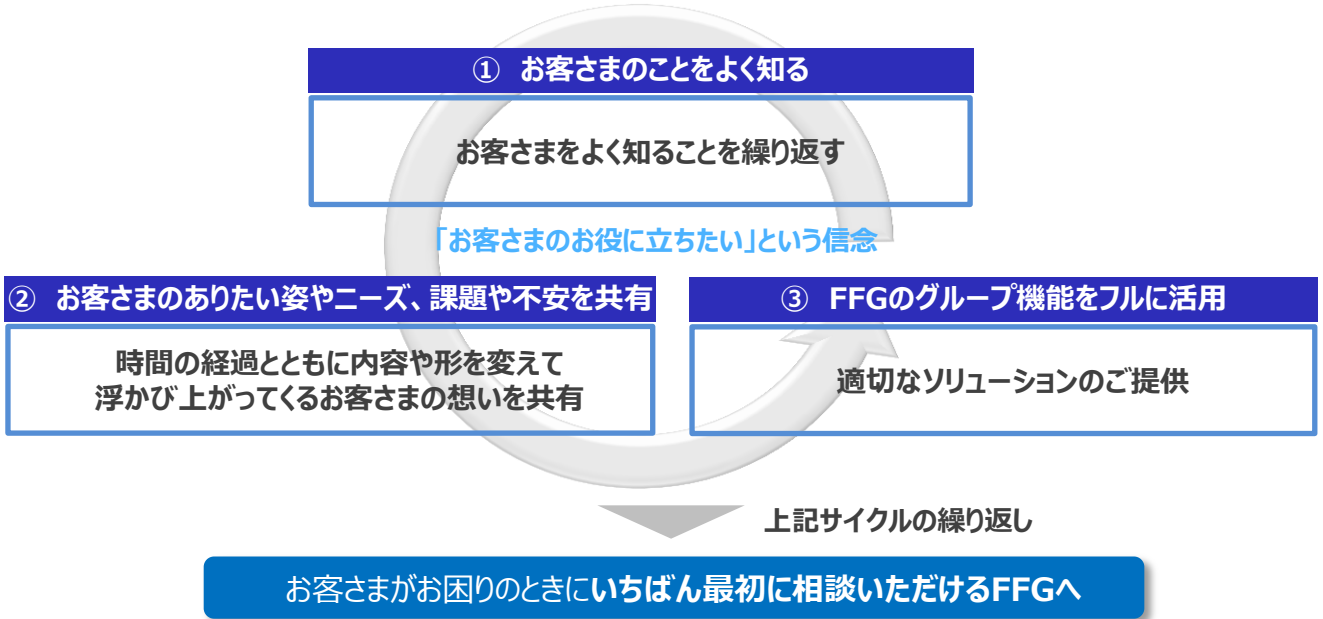 ① お客さまのことをよく知る
お客さまをよく知ることを繰り返す
「お客さまのお役に立ちたい」という信念
② お客さまのありたい姿やニーズ、課題や不安を共有
時間の経過とともに内容や形を変えて
浮かび上がってくるお客さまの想いを共有
③ FFGのグループ機能をフルに活用
適切なソリューションのご提供
上記サイクルの繰り返し
お客さまがお困りのときにいちばん最初に相談いただけるFFGへ